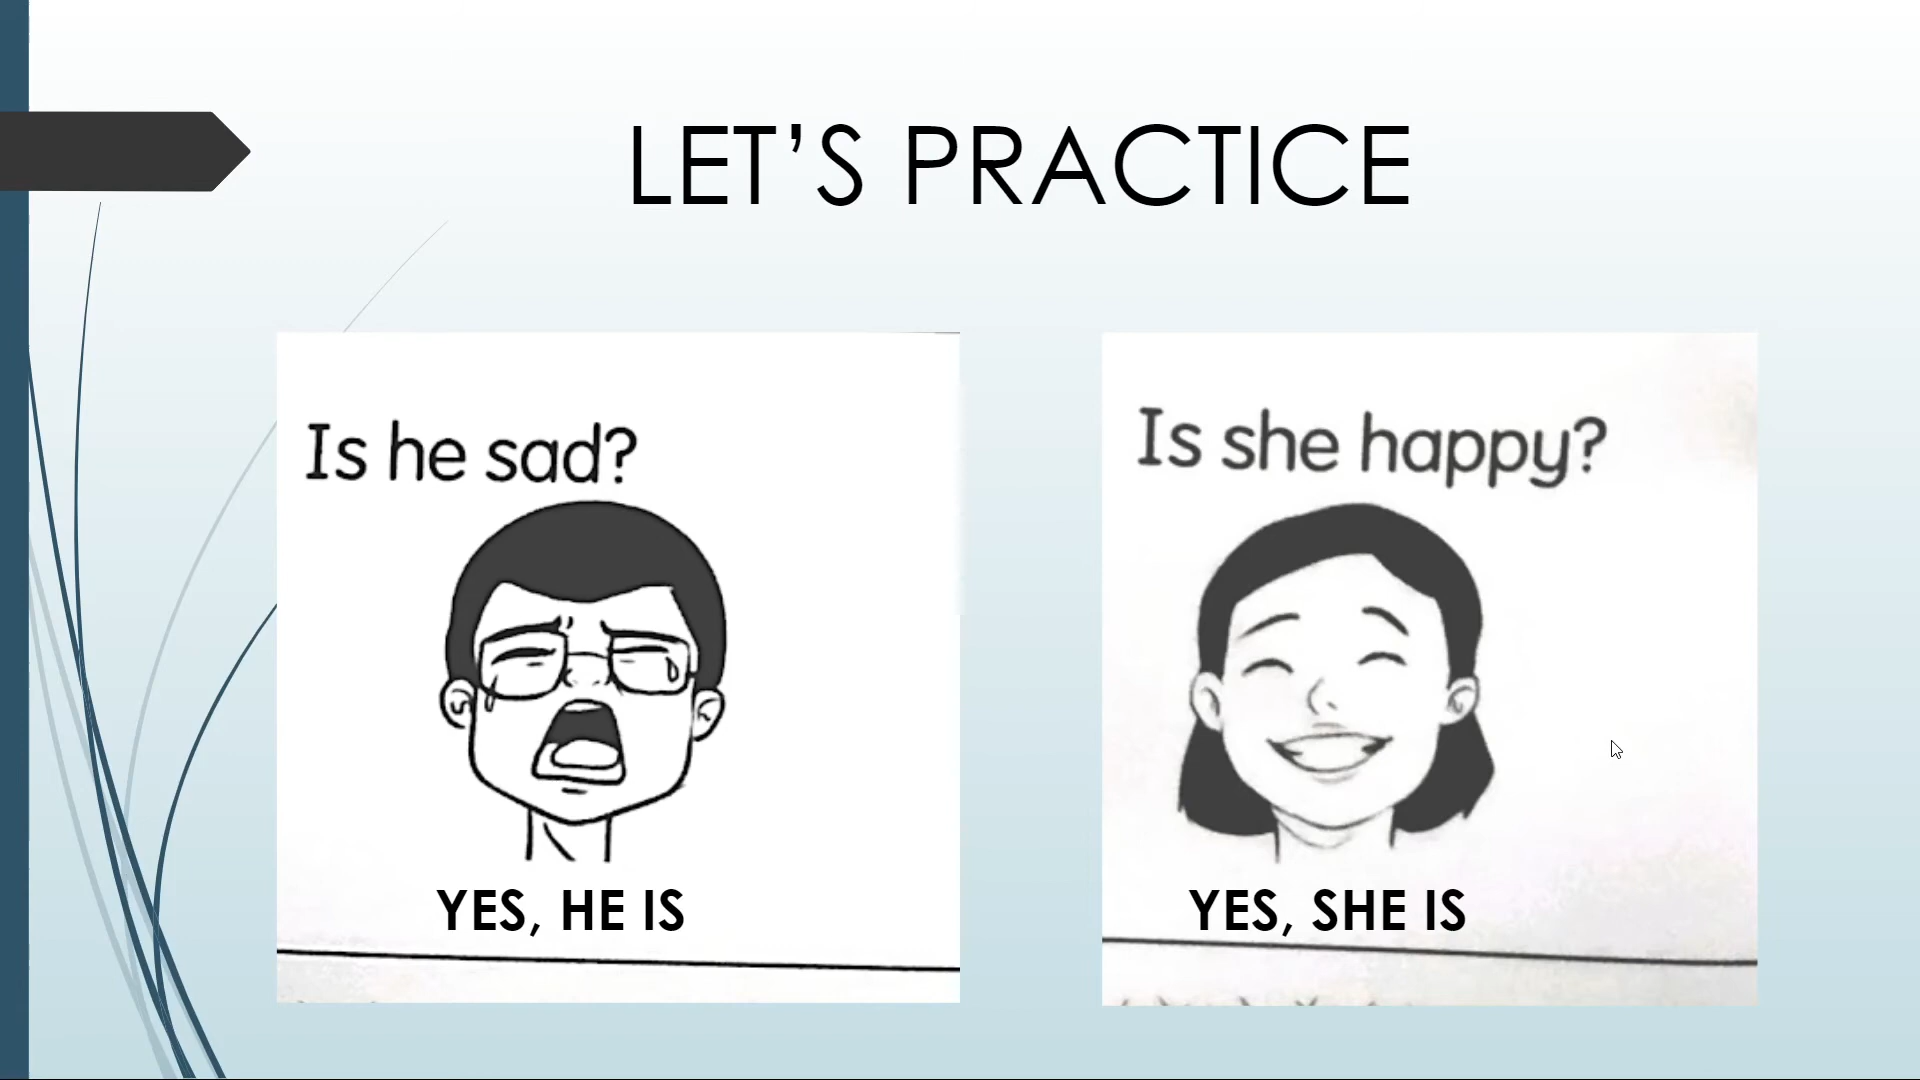 LET’S PRACTICE
Is he sad?
YES, HE IS
Is she happy?
YES, SHE IS